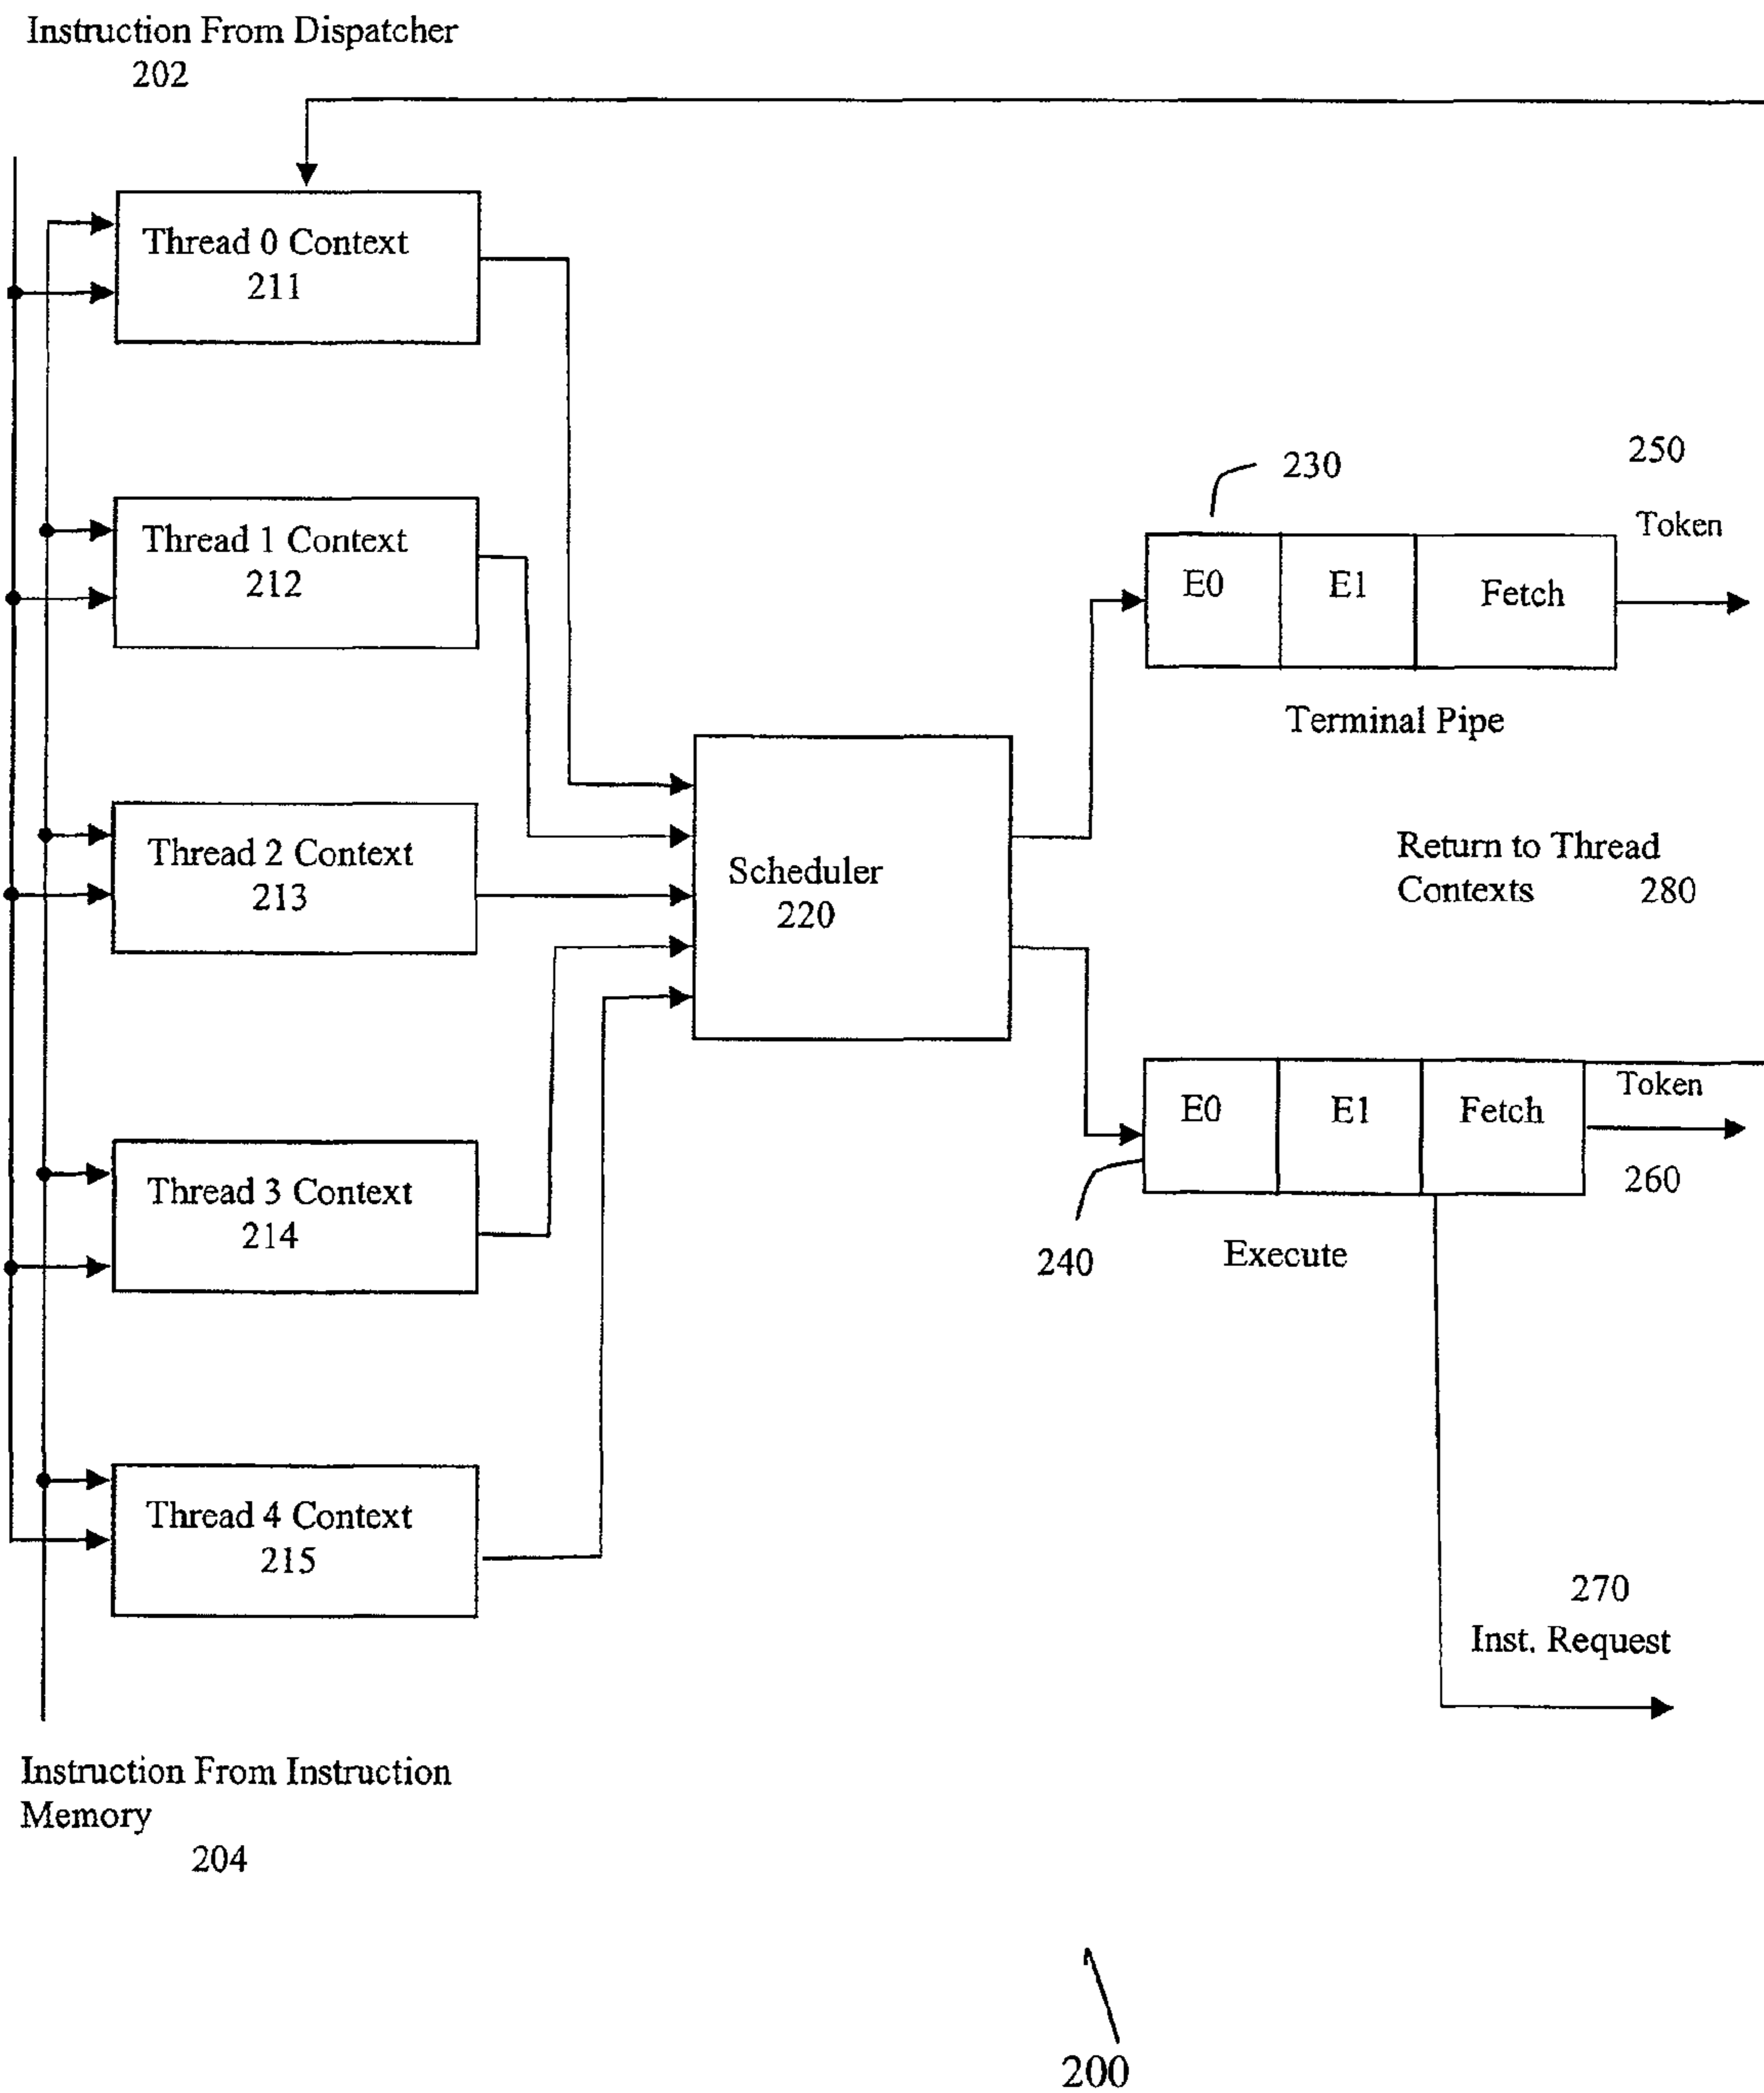 Instruction From Dispatcher
202
Thread 0 Context
211
Thread 1 Context
212
Thread 2 Context
213
Thread 3 Context
214
Thread 4 Context
215
Scheduler
220
230
250
Token
E0 E1 Fetch
Terminal Pipe
Return to Thread
Contexts 280
E0 E1 Fetch
Token
260
240
Execute
270
Inst. Request
Instruction From Instruction
Memory
204
200